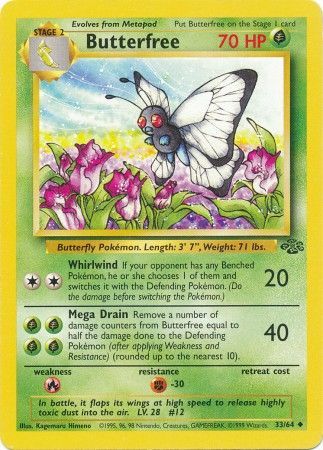 Evolves from Metapod Put Butterfree on the Stage 1 card
STAGE 2
Butterfree 70 HP
Butterfly Pokémon. Length: 3' 7", Weight: 71 lbs.
Whirlwind If your opponent has any Benched
Pokémon, he or she chooses 1 of them and
switches it with the Defending Pokémon. (Do
the damage before switching the Pokémon.)
20
Mega Drain Remove a number of
damage counters from Butterfree equal to
half the damage done to the Defending
Pokémon (after applying Weakness and
Resistance) (rounded up to the nearest 10).
40
weakness resistance retreat cost
-30
In battle, it flaps its wings at high speed to release highly
toxic dust into the air. LV. 28 #12
Illus. Kagemaru Himeno ©1995, 96, 98 Nintendo, Creatures, GAMEFREAK. ©1999 Wizards. 33/64